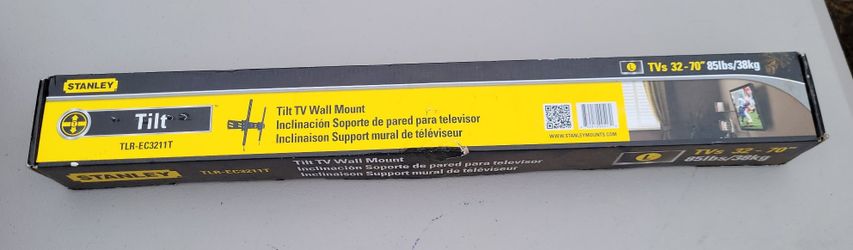 STANLEY
TVs 32-70" 85lbs/38kg
Tilt
TLR-EC3211T
Tilt TV Wall Mount
Inclinación Soporte de pared para televisor
Inclinaison Support mural de téléviseur
WWW.STANLEYMOUNTS.COM
STANLEY
TLR-EC3211T
Tilt TV Wall Mount
Inclinación Soporte de pared para televisor
Inclinaison Support mural de téléviseur
L
TVs 32-70"
85lbs/38kg